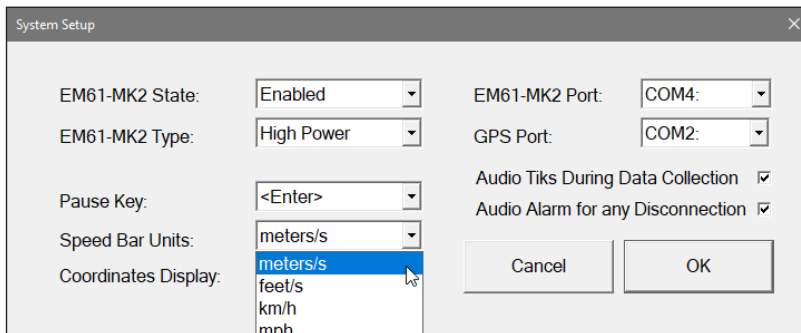 System Setup
EM61-MK2 State: Enabled EM61-MK2 Port: COM4:
EM61-MK2 Type: High Power GPS Port: COM2:
Audio Tiks During Data Collection
Pause Key: <Enter>
Audio Alarm for any Disconnection
Speed Bar Units: meters/s
Coordinates Display: meters/s
feet/s
km/h
mph
Cancel OK